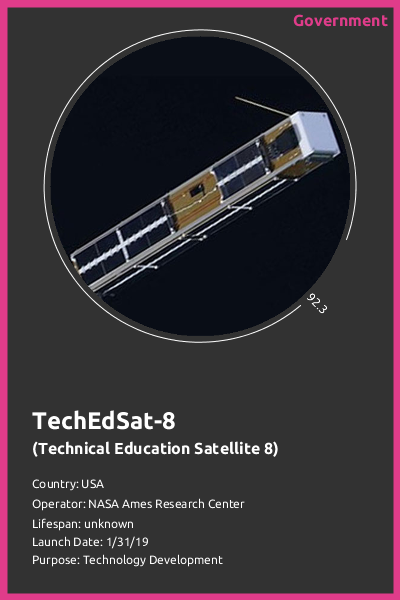 Government
92.3
TechEdSat-8
(Technical Education Satellite 8)
Country: USA
Operator: NASA Ames Research Center
Lifespan: unknown
Launch Date: 1/31/19
Purpose: Technology Development